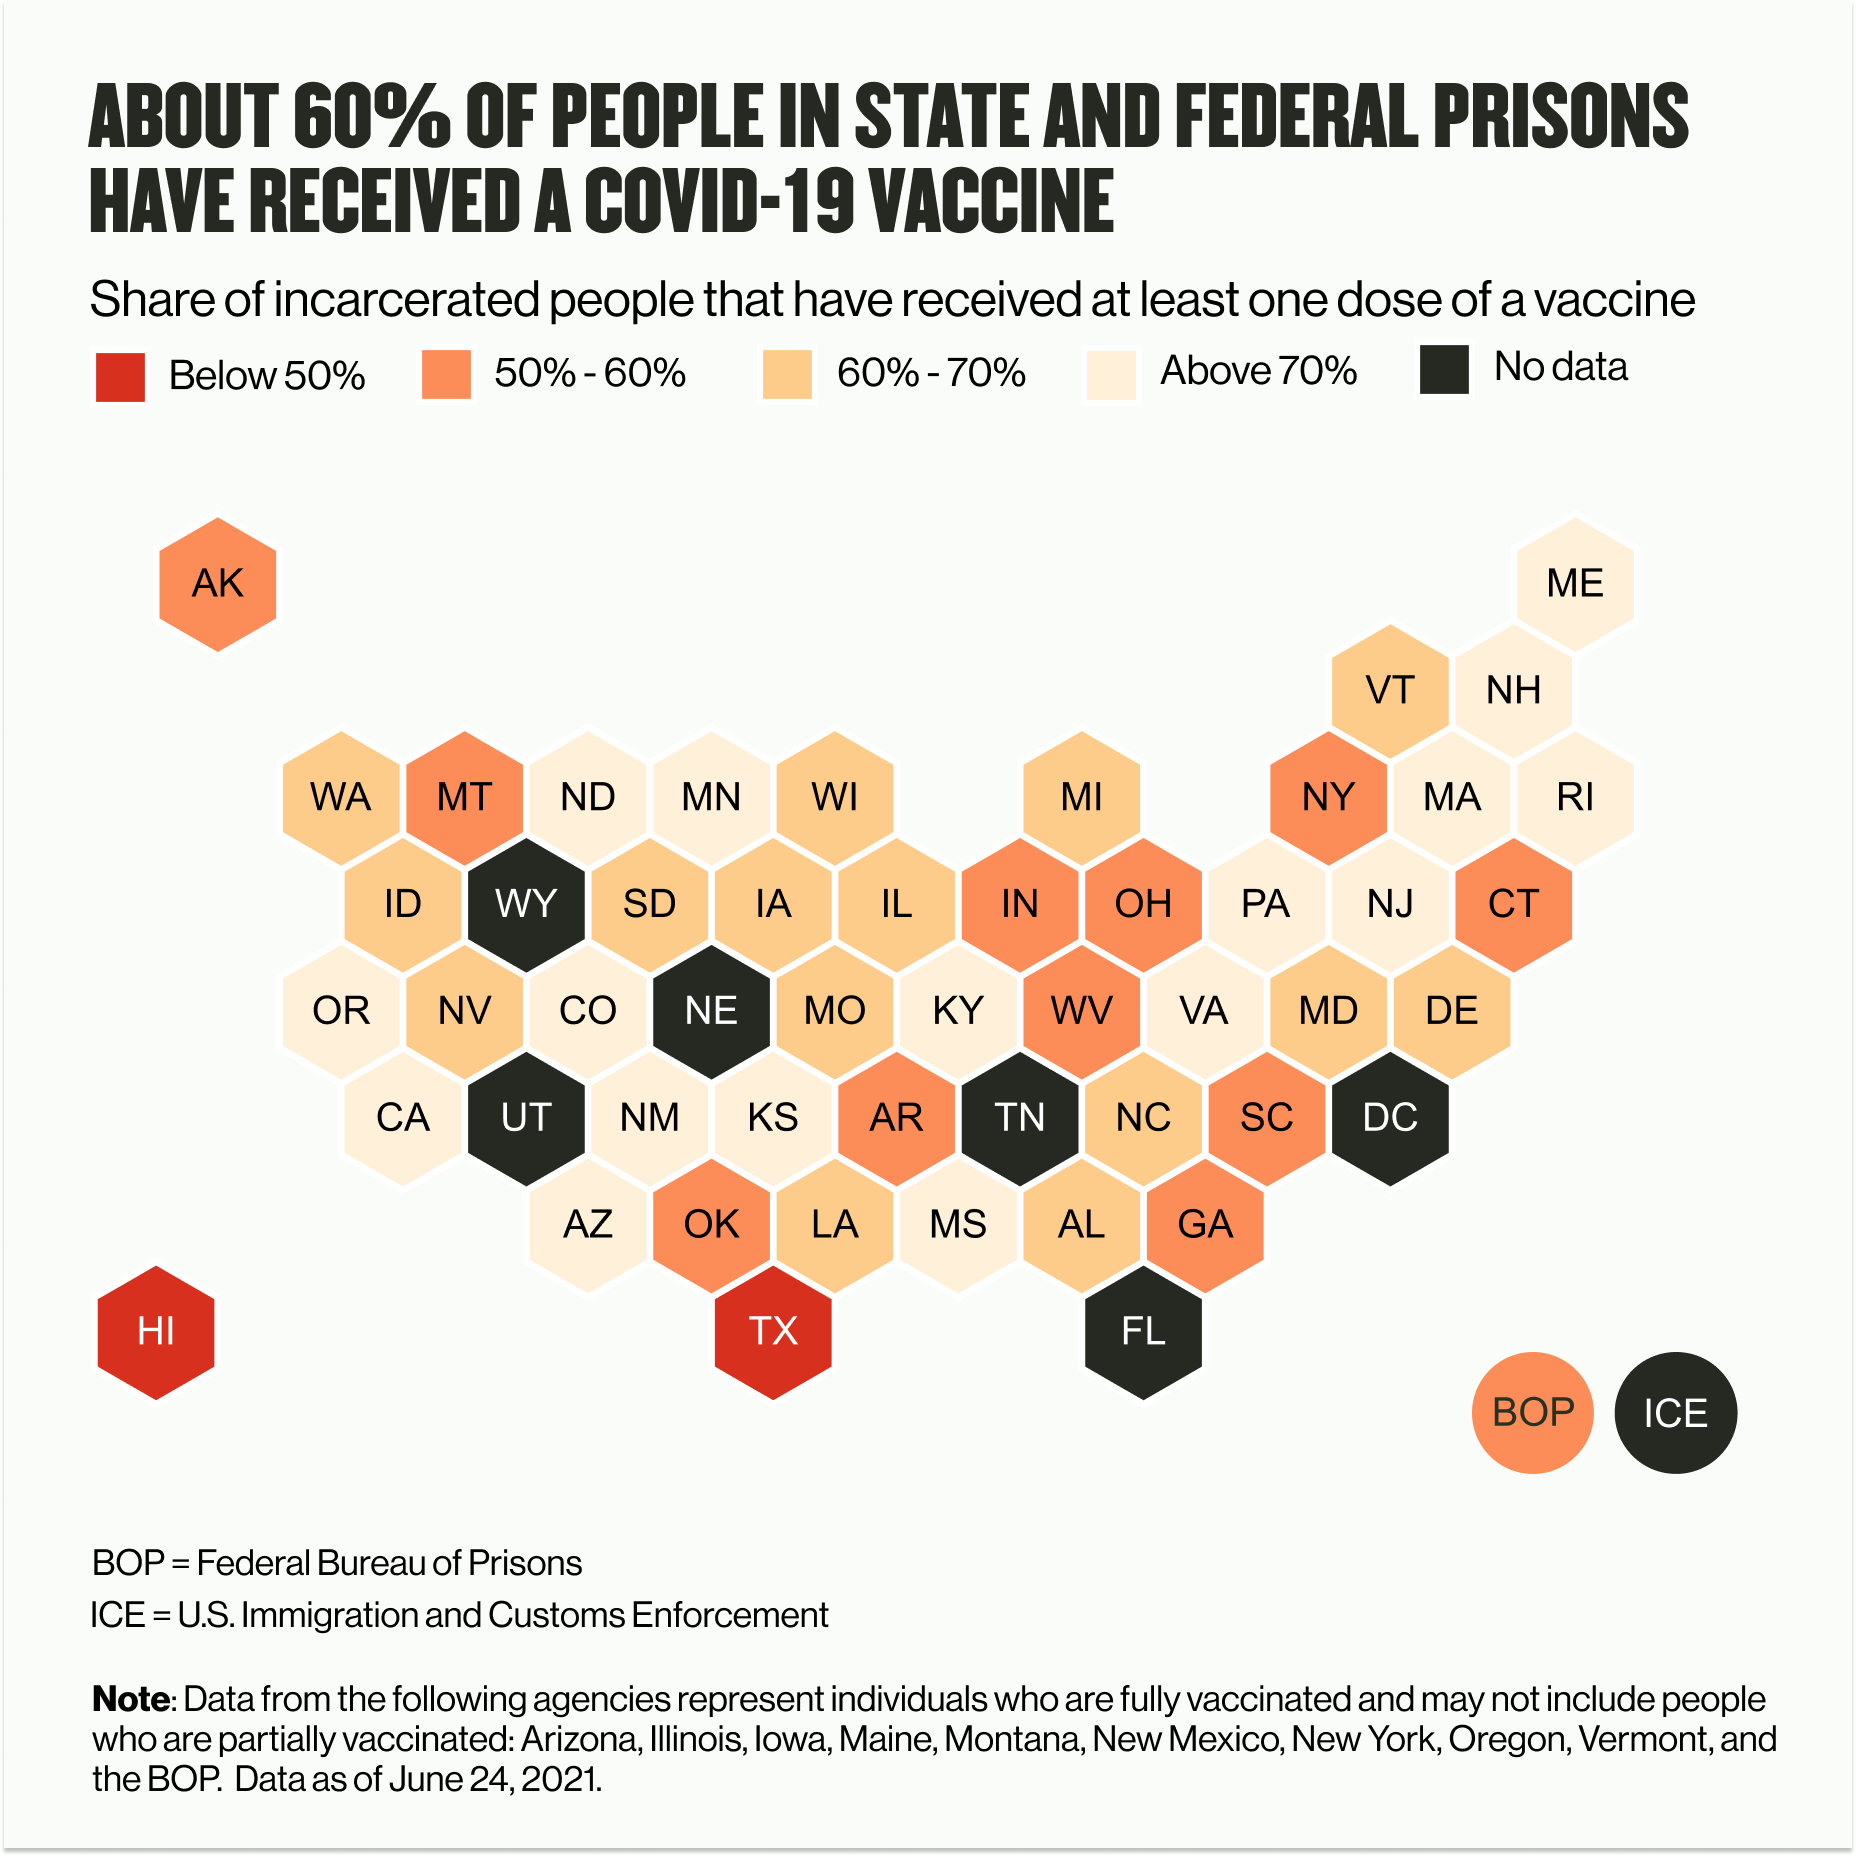 ABOUT 60% OF PEOPLE IN STATE AND FEDERAL PRISONS
HAVE RECEIVED A COVID-19 VACCINE
Share of incarcerated people that have received at least one dose of a vaccine
Below 50% 50% - 60% 60% - 70% Above 70% No data
AK ME
VT NH
WA MT ND MN WI MI NY MA RI
ID WY SD IA IL IN OH PA NJ CT
OR NV CO NE MO KY WV VA MD DE
CA UT NM KS AR TN NC SC DC
AZ OK LA MS AL GA
HI TX FL
BOP ICE
BOP = Federal Bureau of Prisons
ICE = U.S. Immigration and Customs Enforcement
Note: Data from the following agencies represent individuals who are fully vaccinated and may not include people
who are partially vaccinated: Arizona, Illinois, Iowa, Maine, Montana, New Mexico, New York, Oregon, Vermont, and
the BOP. Data as of June 24, 2021.